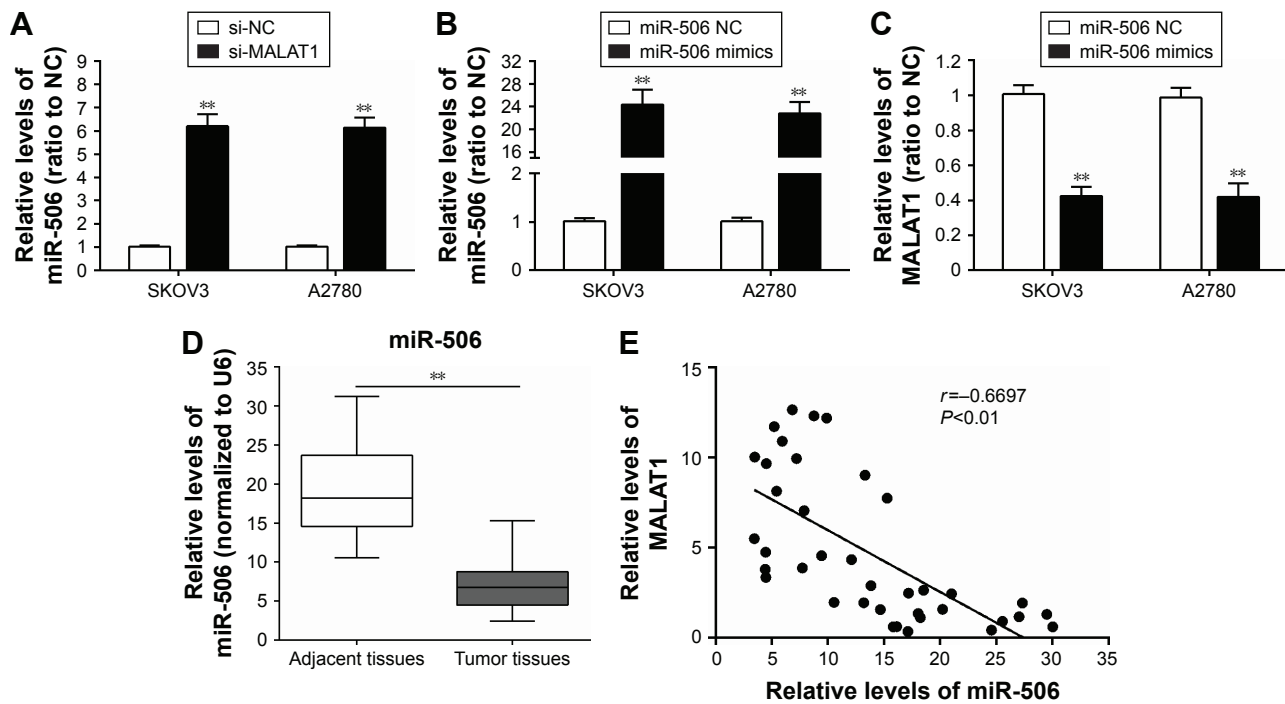 A
si-NC
si-MALAT1
Relative levels of
miR-506 (ratio to NC)
9
8
7
6
5
4
3
2
1
0
**
**
SKOV3
A2780
B
miR-506 NC
miR-506 mimics
Relative levels of
miR-506 (ratio to NC)
32
28
24
20
16
2
1
0
**
**
SKOV3
A2780
C
miR-506 NC
miR-506 mimics
Relative levels of
MALAT1 (ratio to NC)
1.2
1
0.8
0.6
0.4
0.2
0
**
**
SKOV3
A2780
D
miR-506
Relative levels of
miR-506 (normalized to U6)
35
30
25
20
15
10
5
0
**
Adjacent tissues
Tumor tissues
E
Relative levels of
MALAT1
15
10
5
0
r=–0.6697
P<0.01
0
5
10
15
20
25
30
35
Relative levels of miR-506